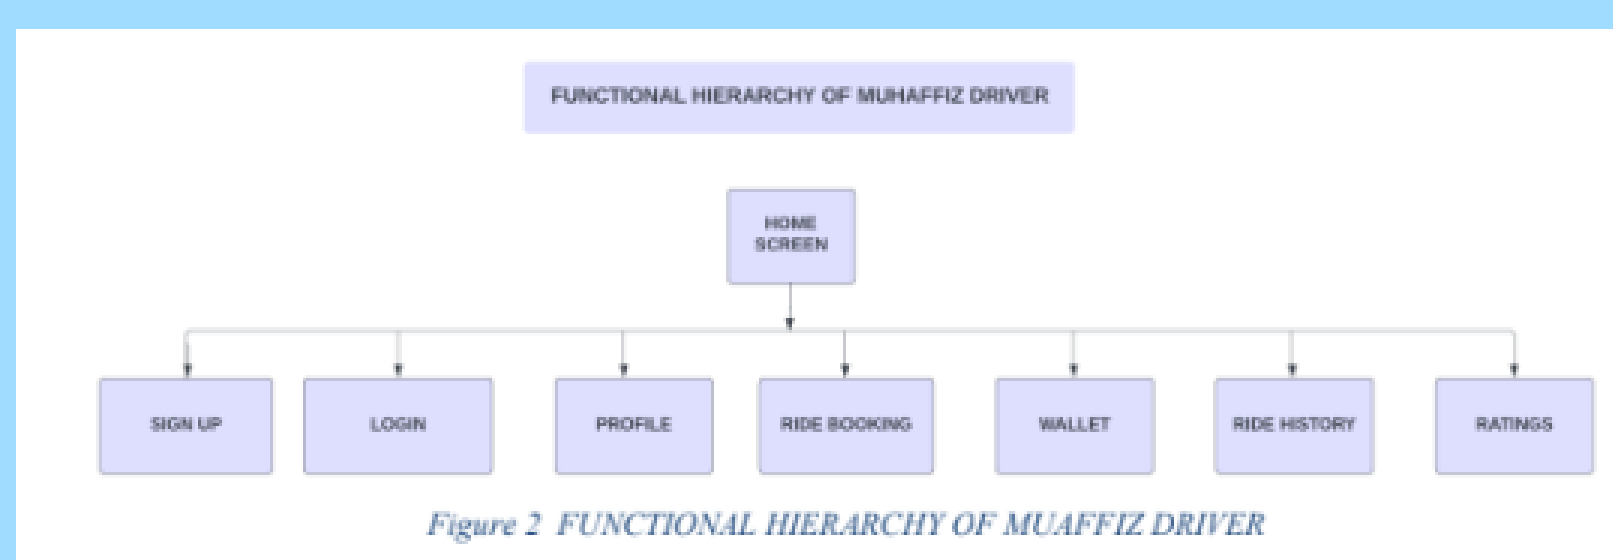 FUNCTIONAL HIERARCHY OF MUHAFFIZ DRIVER
HOME
SCREEN
SIGN UP
LOGIN
PROFILE
RIDE BOOKING
WALLET
RIDE HISTORY
RATINGS
Figure 2 FUNCTIONAL HIERARCHY OF MUAFFIZ DRIVER